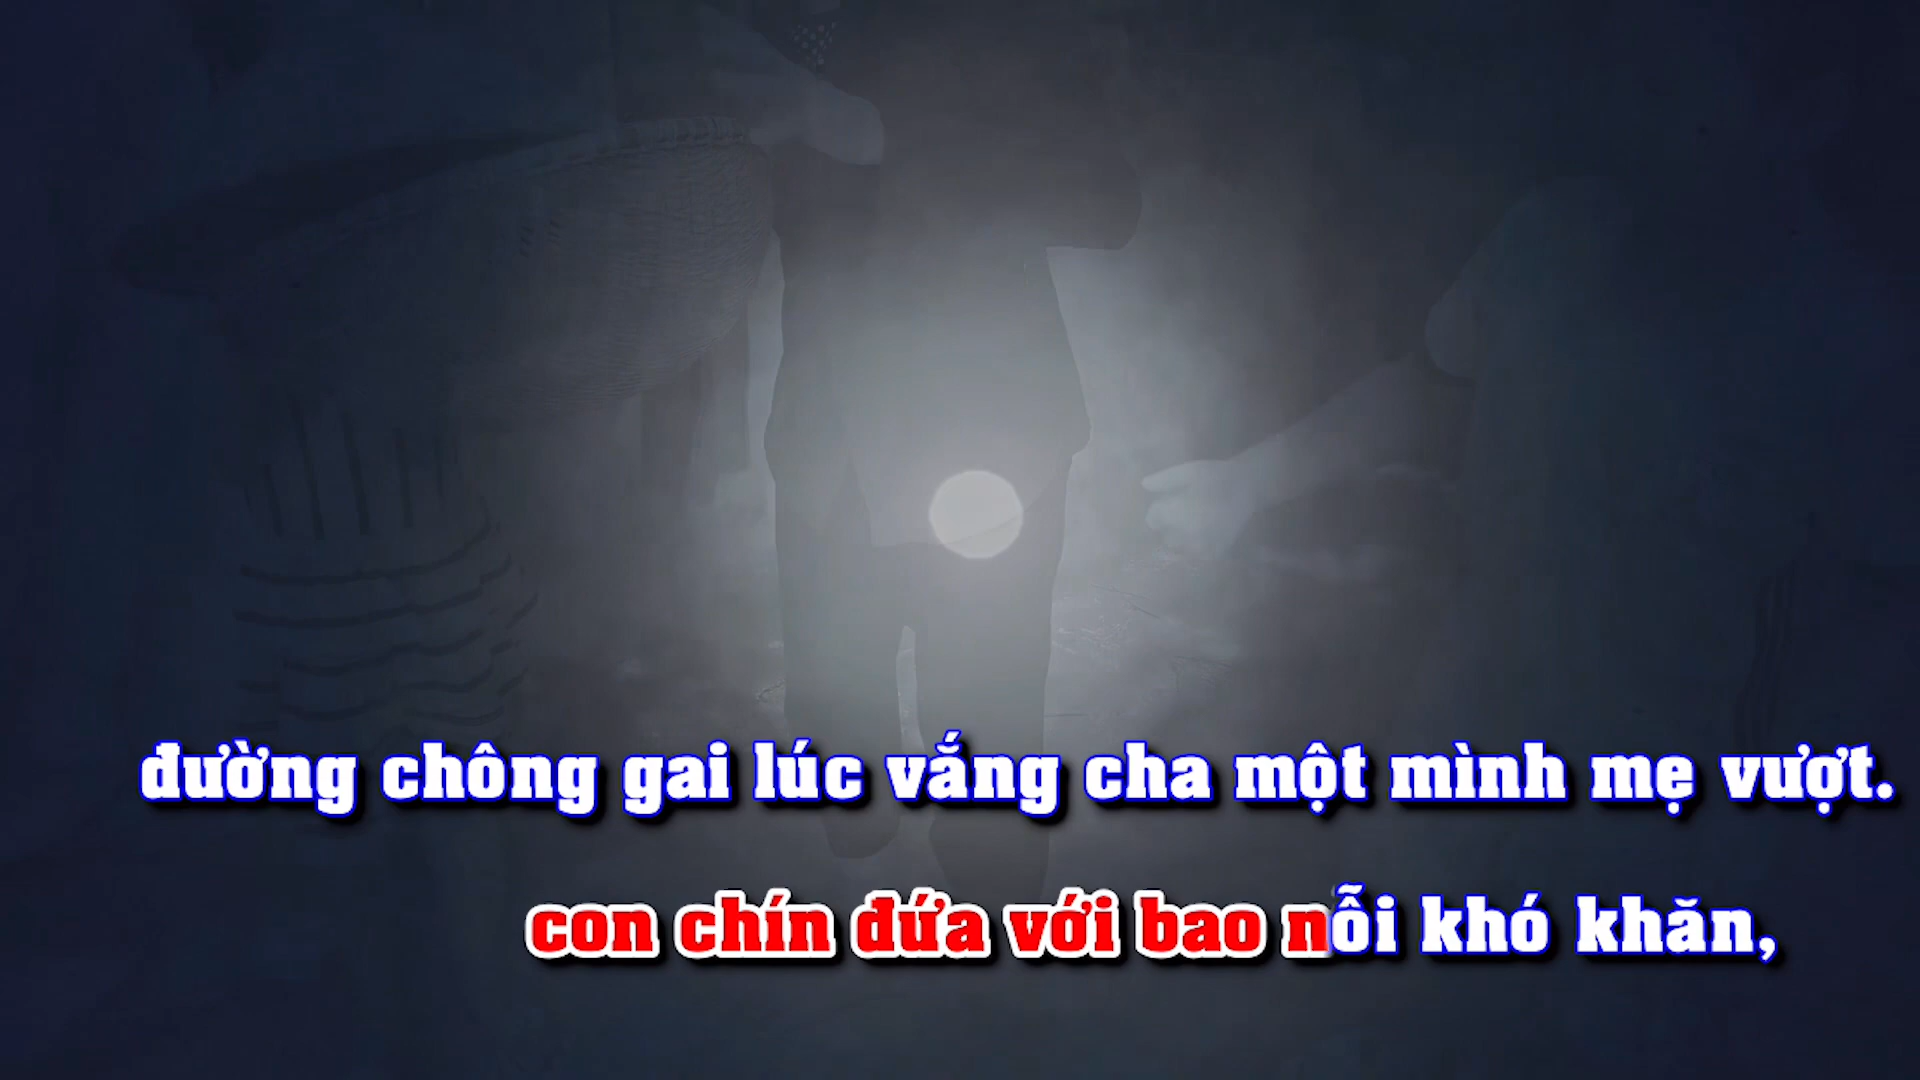 đường chông gai lúc vắng cha một mình mẹ vượt.
con chín đứa với bao nỗi khó khăn,